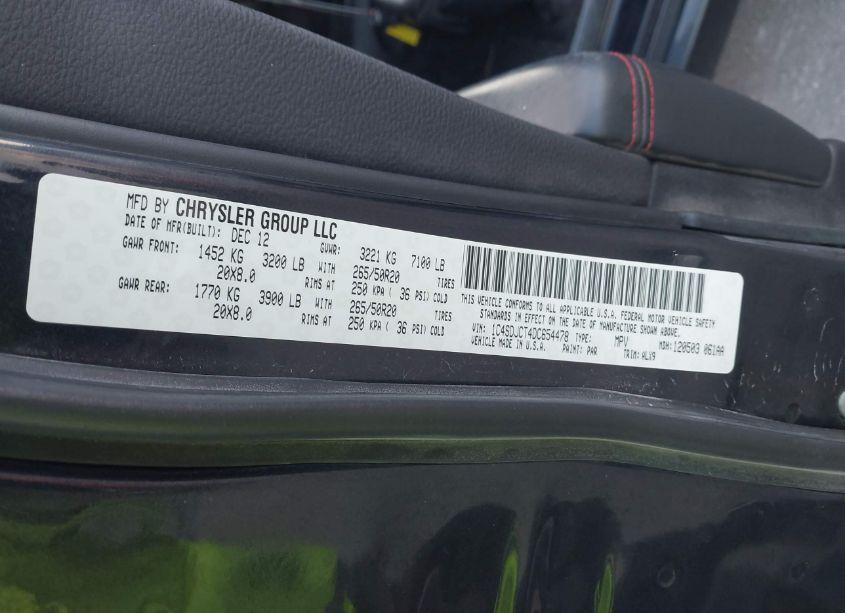 MFD BY CHRYSLER GROUP LLC
DATE OF MFR(BUILT): DEC 12 GVWR: 3221 KG 7100 LB
GAWR FRONT: 1452 KG 3200 LB WITH 265/50R20 TIRES
20X8.0 RIMS AT 250 KPA ( 36 PSI) COLD
GAWR REAR: 1770 KG 3900 LB WITH 265/50R20 TIRES
20X8.0 RIMS AT 250 KPA ( 36 PSI) COLD
THIS VEHICLE CONFORMS TO ALL APPLICABLE U.S.A. FEDERAL MOTOR VEHICLE SAFETY
STANDARDS IN EFFECT ON THE DATE OF MANUFACTURE SHOWN ABOVE.
VIN: 1C4SDJCT4DC654478 TYPE: MPV MDH: 120503 061AA
VEHICLE MADE IN U.S.A. PAINT: PAR TRIM: ALX9